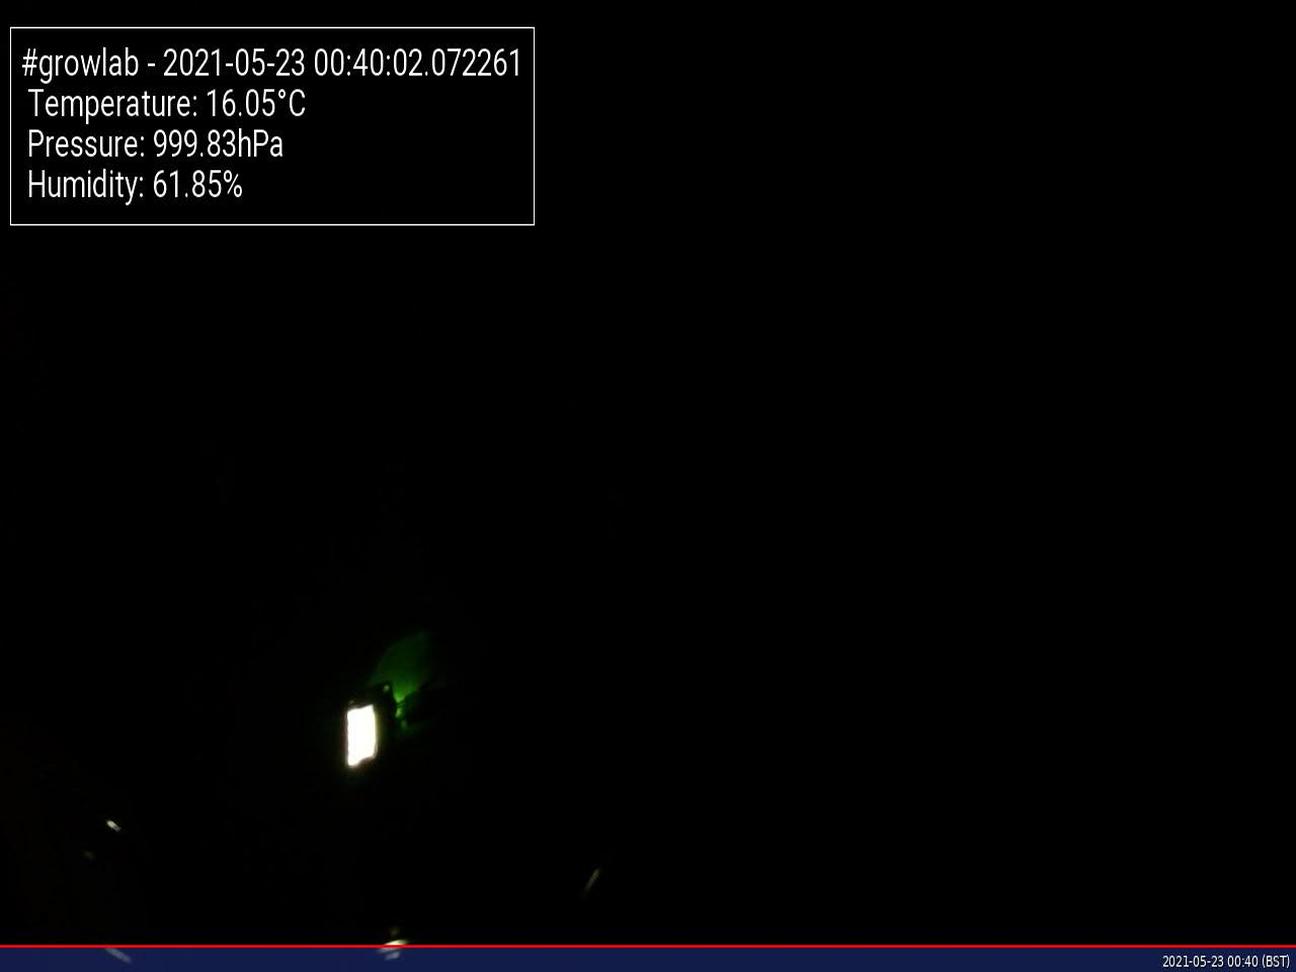 #growlab - 2021-05-23 00:40:02.072261
Temperature: 16.05°C
Pressure: 999.83hPa
Humidity: 61.85%
2021-05-23 00:40 (BST)